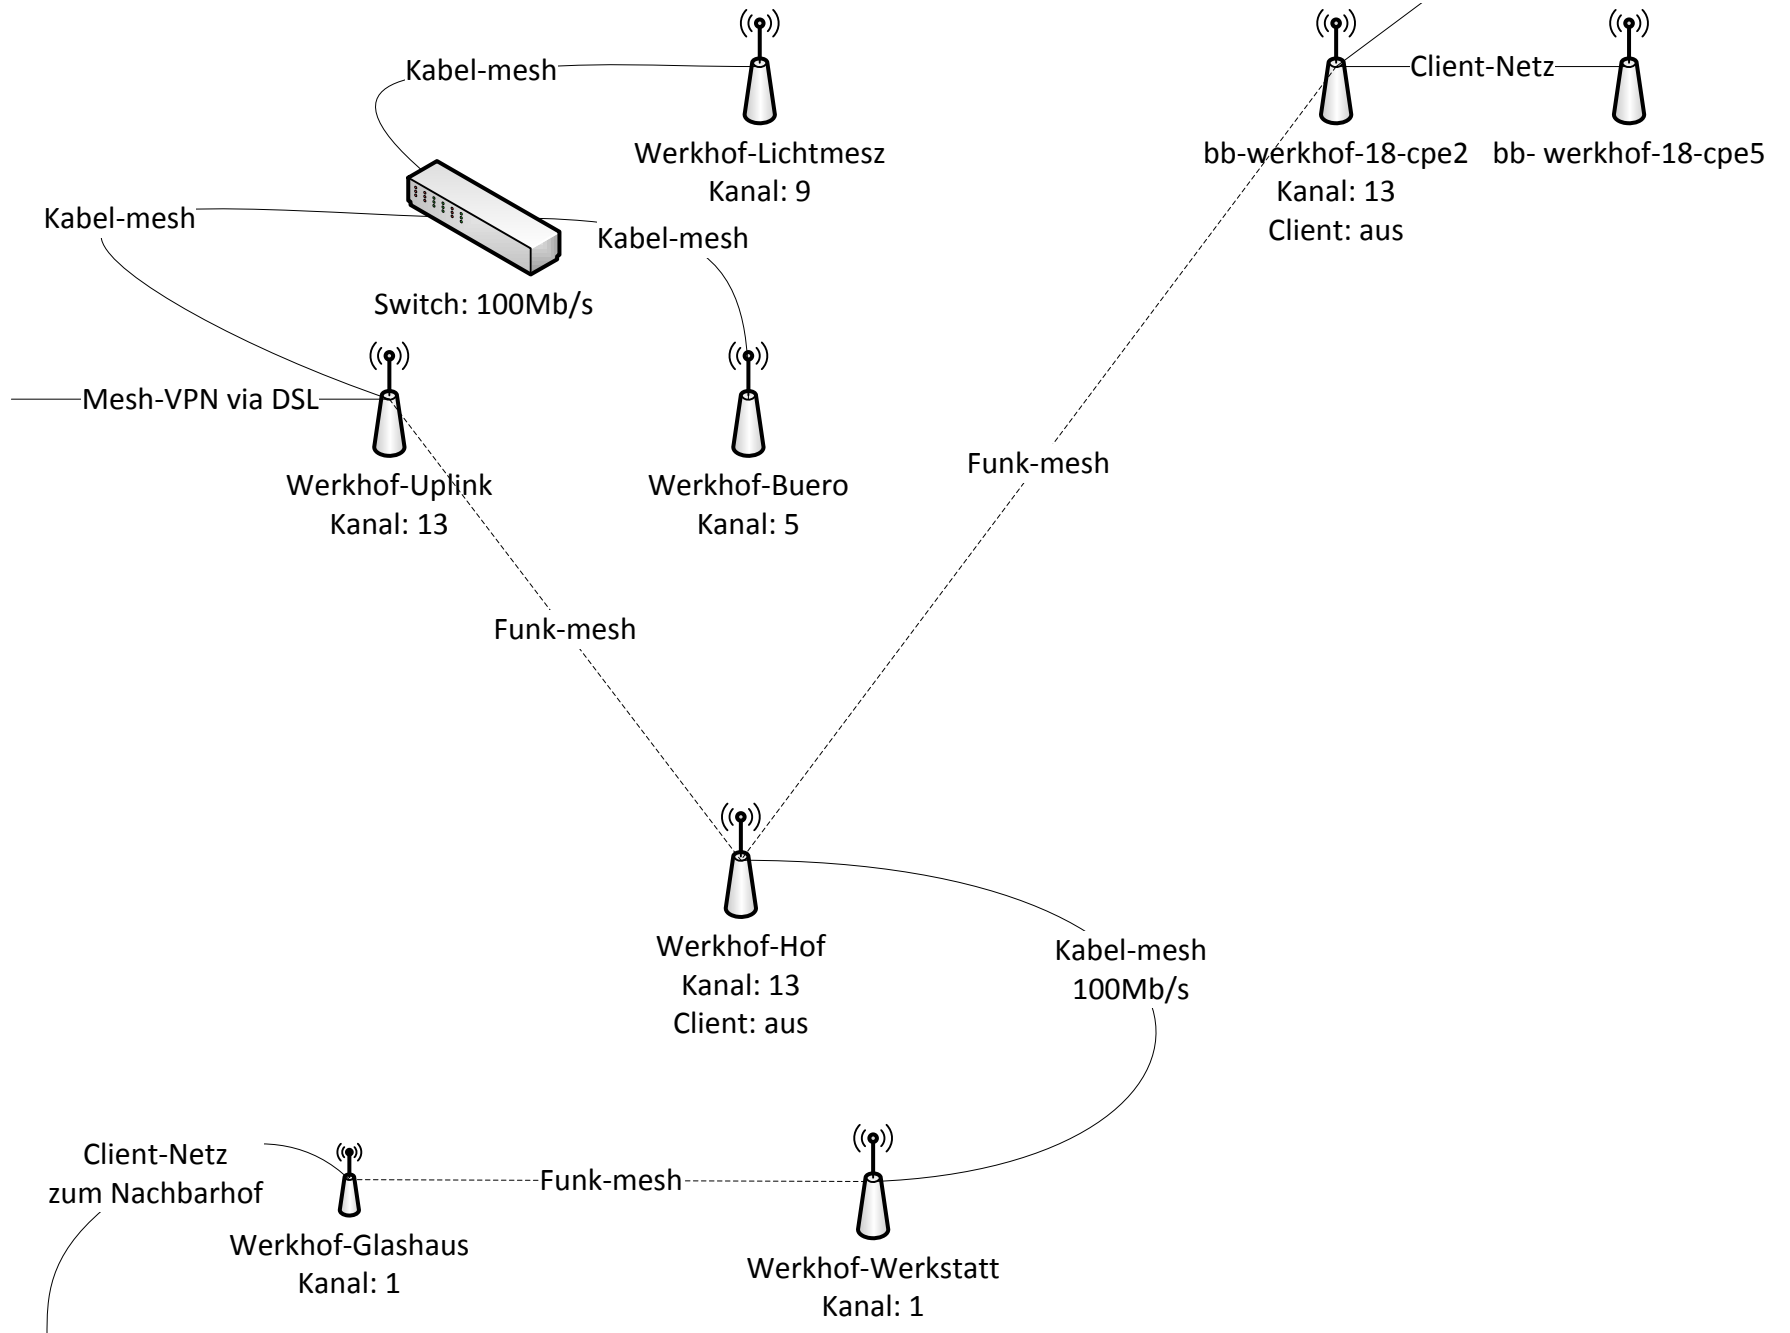 Kabel-mesh
Client-Netz
Werkhof-Lichtmesz
Kanal: 9
bb-werkhof-18-cpe2
Kanal: 13
Client: aus
bb- werkhof-18-cpe5
Kabel-mesh
Kabel-mesh
Switch: 100Mb/s
Mesh-VPN via DSL
Werkhof-Uplink
Kanal: 13
Werkhof-Buero
Kanal: 5
Funk-mesh
Funk-mesh
Werkhof-Hof
Kanal: 13
Client: aus
Kabel-mesh
100Mb/s
Client-Netz
zum Nachbarhof
Funk-mesh
Werkhof-Glashaus
Kanal: 1
Werkhof-Werkstatt
Kanal: 1